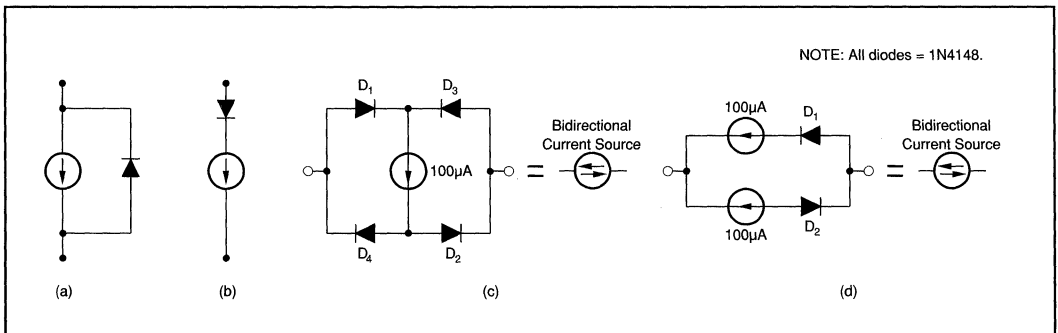 NOTE: All diodes = 1N4148.
D1
D3
100µA
D4
D2
Bidirectional
Current Source
=
100µA
D1
100µA
D2
Bidirectional
Current Source
=
(a)
(b)
(c)
(d)